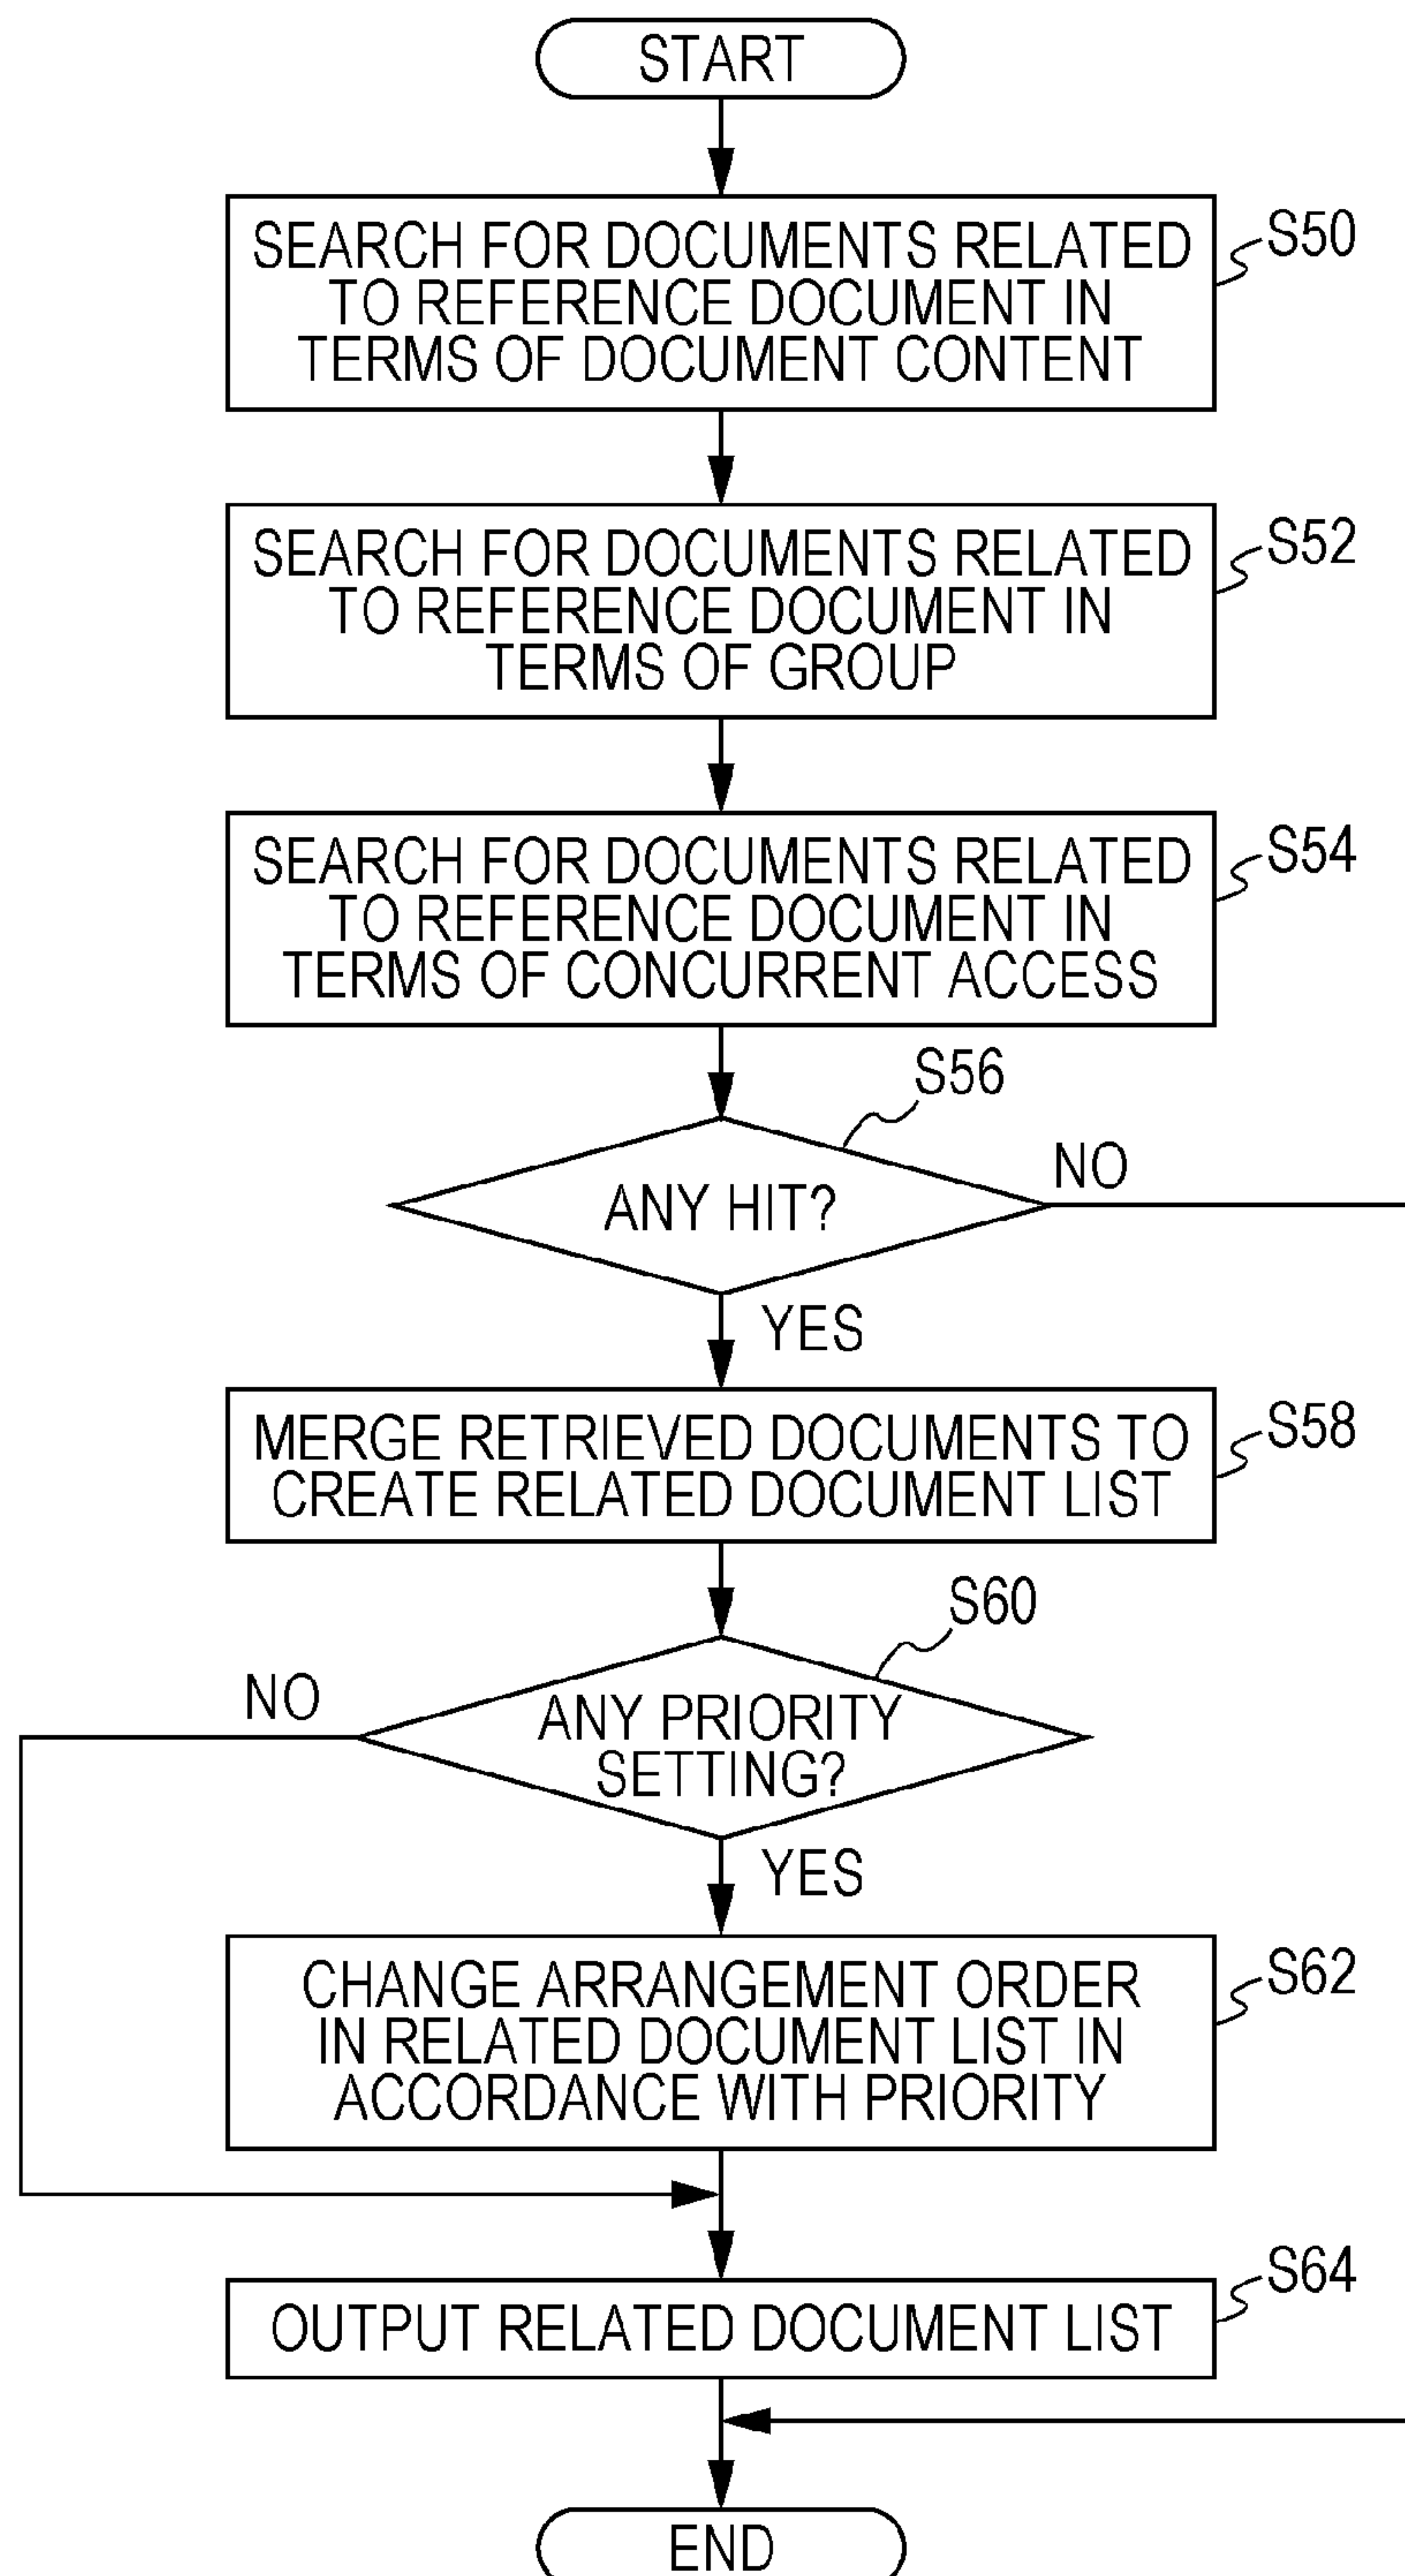 START
SEARCH FOR DOCUMENTS RELATED
TO REFERENCE DOCUMENT IN
TERMS OF DOCUMENT CONTENT
S50
SEARCH FOR DOCUMENTS RELATED
TO REFERENCE DOCUMENT IN
TERMS OF GROUP
S52
SEARCH FOR DOCUMENTS RELATED
TO REFERENCE DOCUMENT IN
TERMS OF CONCURRENT ACCESS
S54
S56
ANY HIT?
NO
YES
MERGE RETRIEVED DOCUMENTS TO
CREATE RELATED DOCUMENT LIST
S58
S60
NO
ANY PRIORITY
SETTING?
YES
CHANGE ARRANGEMENT ORDER
IN RELATED DOCUMENT LIST IN
ACCORDANCE WITH PRIORITY
S62
OUTPUT RELATED DOCUMENT LIST
S64
END